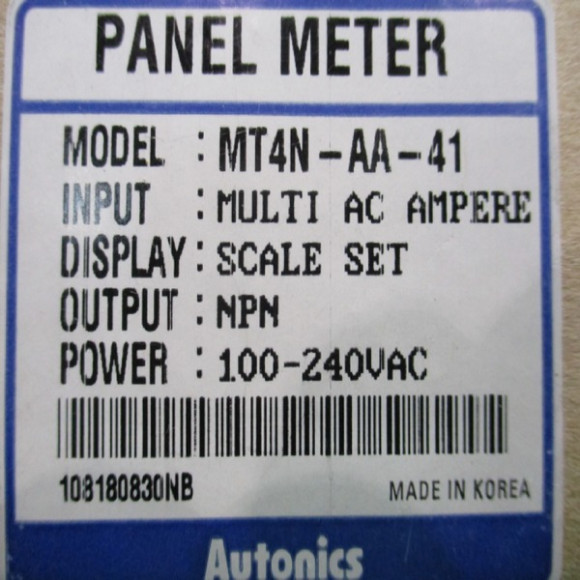 PANEL METER
MODEL : MT4N-AA-41
INPUT : MULTI AC AMPERE
DISPLAY : SCALE SET
OUTPUT : NPN
POWER : 100-240VAC
108180830NB MADE IN KOREA
Autonics